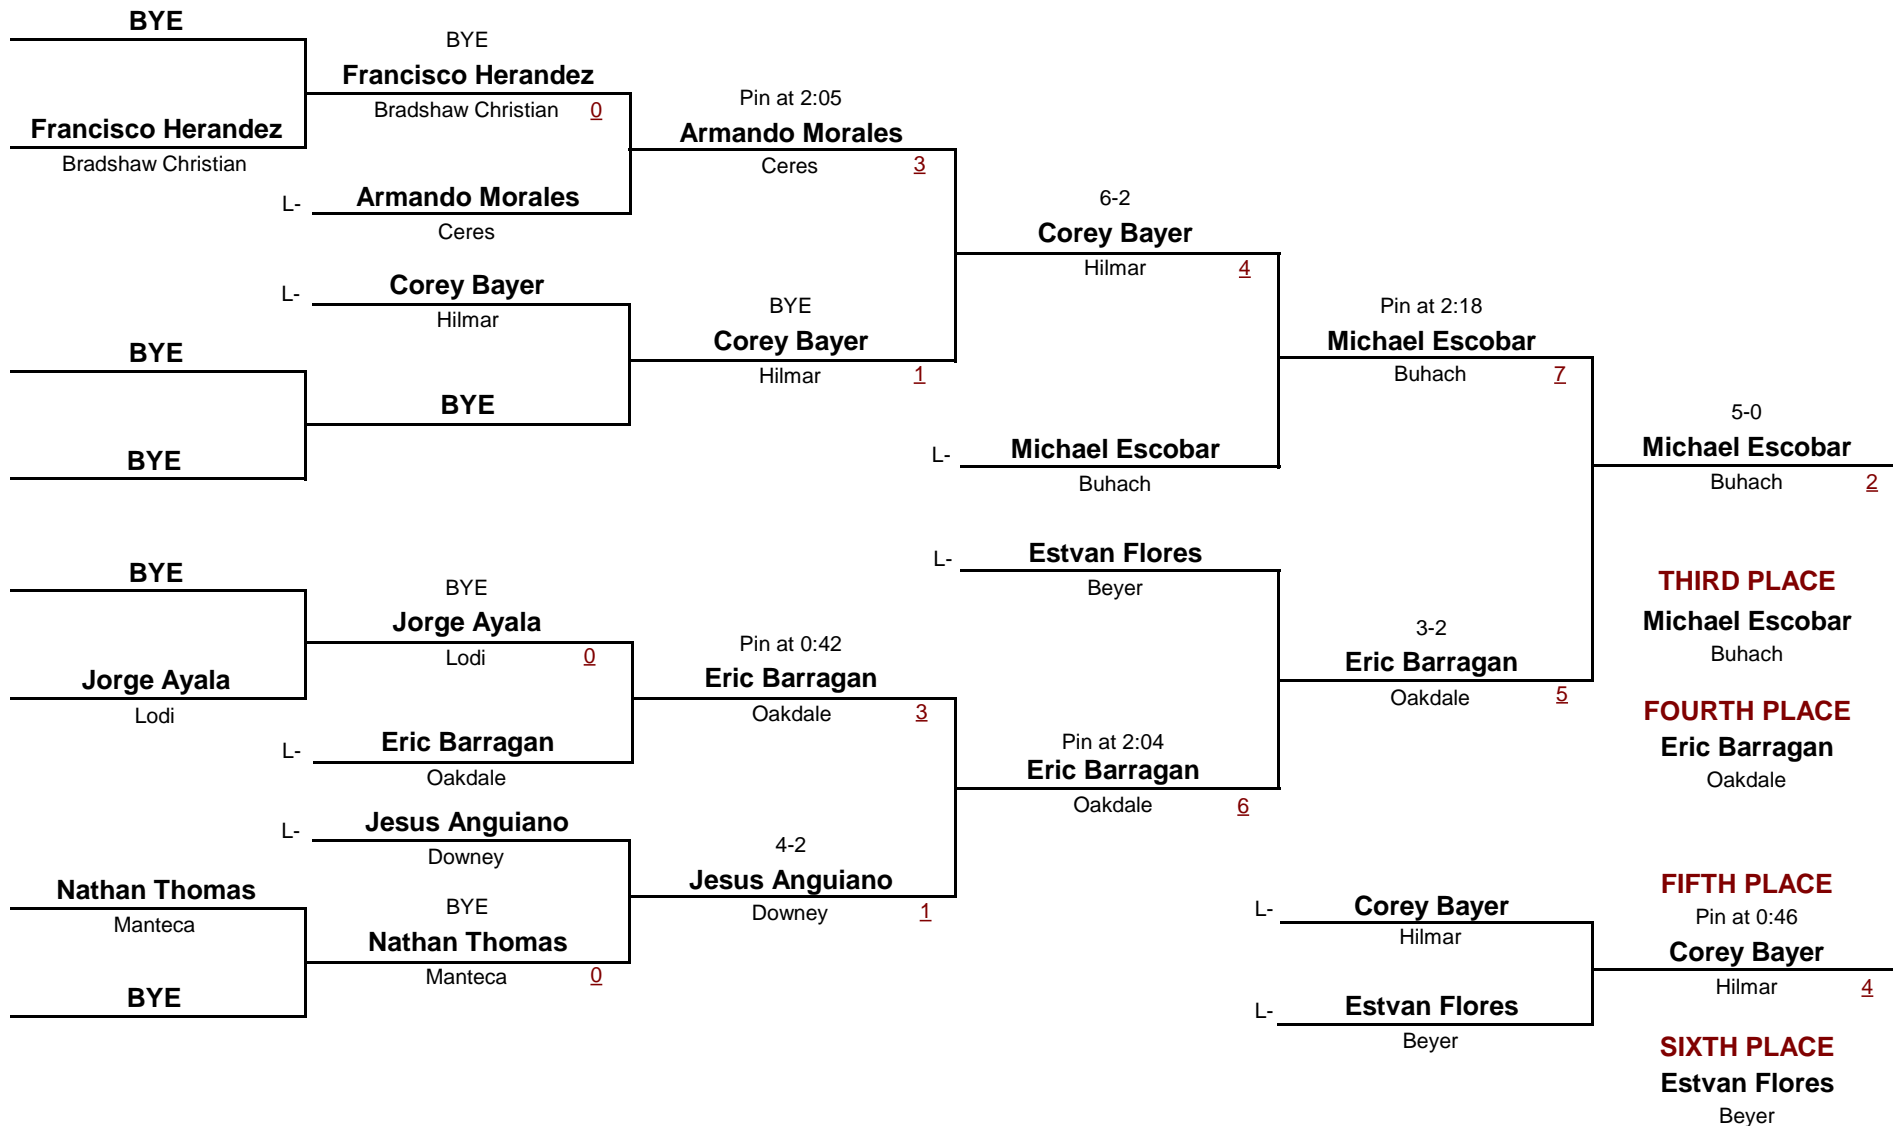 BYE
Francisco Herandez
Bradshaw Christian
BYE
BYE
BYE
Jorge Ayala
Lodi
Nathan Thomas
Manteca
BYE
BYE
Francisco Herandez
Bradshaw Christian 0
L- Armando Morales
Ceres
L- Corey Bayer
Hilmar
BYE
BYE
Jorge Ayala
Lodi 0
L- Eric Barragan
Oakdale
L- Jesus Anguiano
Downey
BYE
Nathan Thomas
Manteca 0
Pin at 2:05
Armando Morales
Ceres 3
BYE
Corey Bayer
Hilmar 1
Pin at 0:42
Eric Barragan
Oakdale 3
4-2
Jesus Anguiano
Downey 1
6-2
Corey Bayer
Hilmar 4
L- Michael Escobar
Buhach
L- Estvan Flores
Beyer
Pin at 2:04
Eric Barragan
Oakdale 6
Pin at 2:18
Michael Escobar
Buhach 7
3-2
Eric Barragan
Oakdale 5
L- Corey Bayer
Hilmar
L- Estvan Flores
Beyer
5-0
Michael Escobar
Buhach 2
THIRD PLACE
Michael Escobar
Buhach
FOURTH PLACE
Eric Barragan
Oakdale
FIFTH PLACE
Pin at 0:46
Corey Bayer
Hilmar 4
SIXTH PLACE
Estvan Flores
Beyer